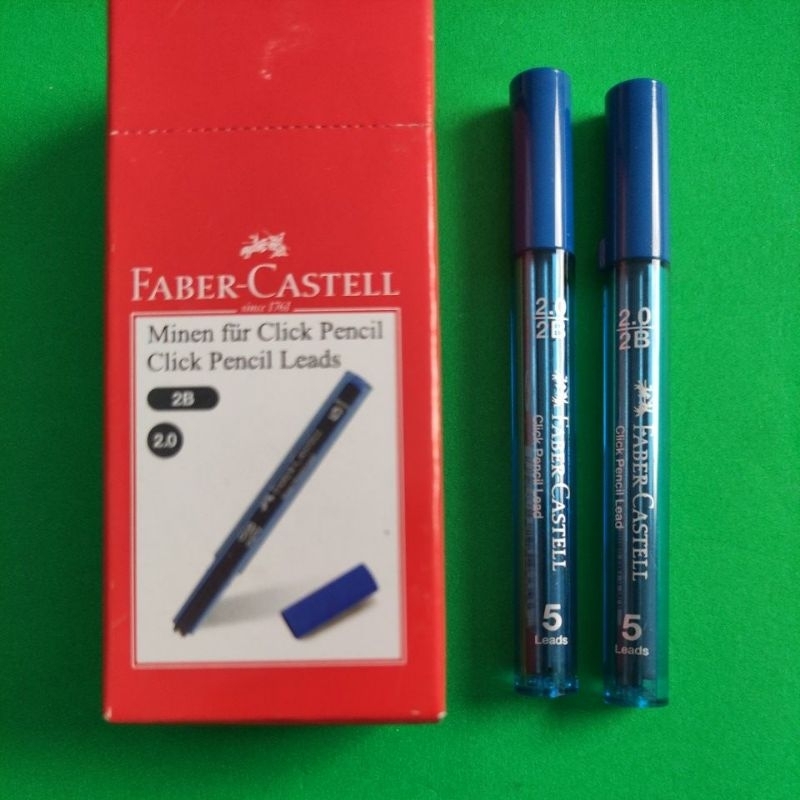 FABER-CASTELL
since 1761
Minen für Click Pencil
Click Pencil Leads
2B
2.0
2.0
2B
FABER-CASTELL
Click Pencil Lead
5
Leads
2.0
2B
FABER-CASTELL
Click Pencil Lead
5
Leads